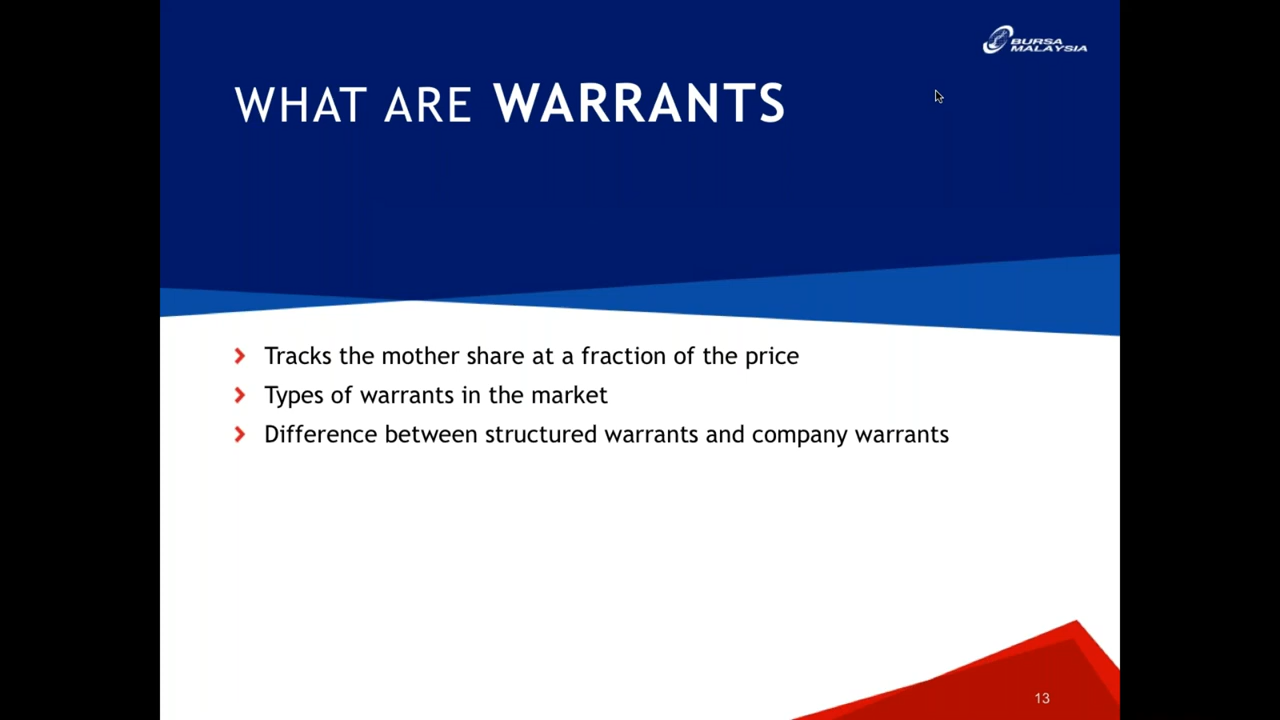 BURSA
MALAYSIA
WHAT ARE WARRANTS
Tracks the mother share at a fraction of the price
Types of warrants in the market
Difference between structured warrants and company warrants
13